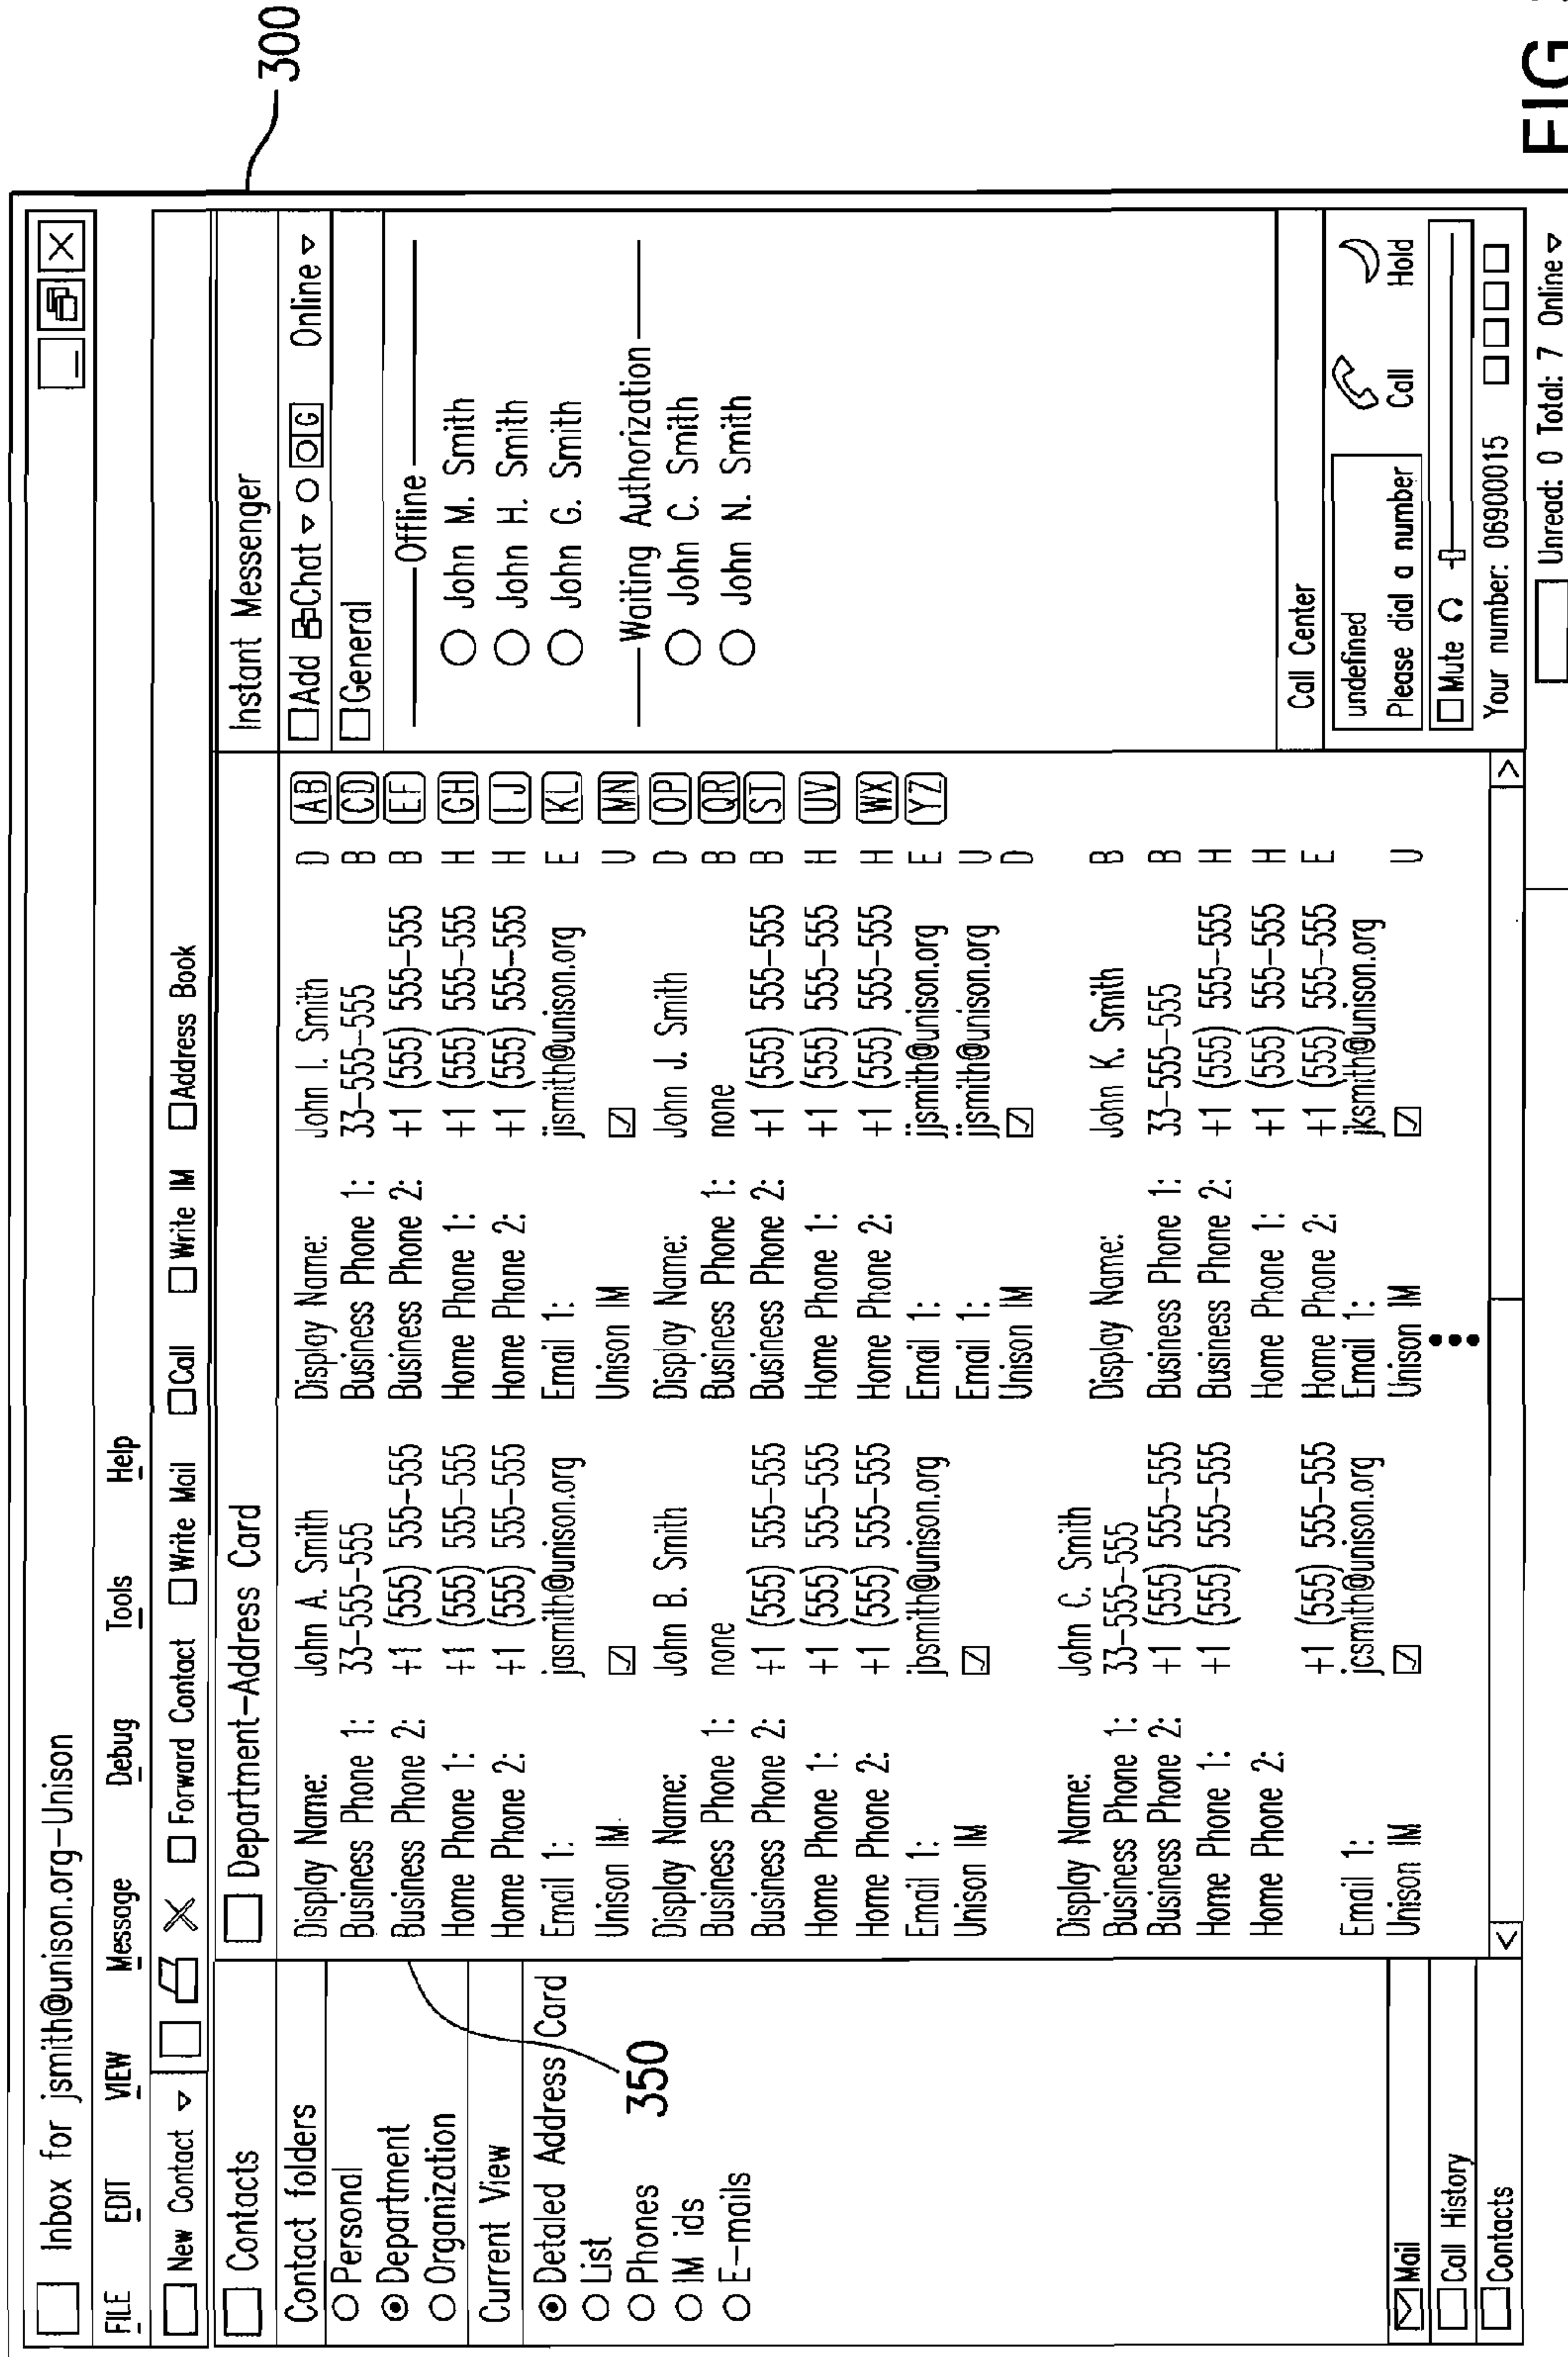 Inbox for jsmith@unison.org-Unison
FILE EDIT VIEW Message Debug Tools Help
New Contact Forward Contact Write Mail Call Write IM Address Book
Contacts
Contact folders
Personal
Department
Organization
Current View
Detaled Address Card
List
Phones
IM ids
E-mails
350
Mail
Call History
Contacts
Department-Address Card
Display Name: John A. Smith
Business Phone 1: 33-555-555
Business Phone 2: +1 (555) 555-555
Home Phone 1: +1 (555) 555-555
Home Phone 2: +1 (555) 555-555
Email 1: jasmith@unison.org
Unison IM
Display Name: John B. Smith
Business Phone 1: none
Business Phone 2: +1 (555) 555-555
Home Phone 1: +1 (555) 555-555
Home Phone 2: +1 (555) 555-555
Email 1: jbsmith@unison.org
Unison IM
Display Name: John C. Smith
Business Phone 1: 33-555-555
Business Phone 2: +1 (555) 555-555
Home Phone 1: +1 (555) 555-555
Home Phone 2:
+1 (555) 555-555
Email 1: jcsmith@unison.org
Unison IM
Display Name: John I. Smith D
Business Phone 1: 33-555-555 B
Business Phone 2: +1 (555) 555-555 B
Home Phone 1: +1 (555) 555-555 H
Home Phone 2: +1 (555) 555-555 H
Email 1: jismith@unison.org E
Unison IM U
Display Name: John J. Smith D
Business Phone 1: none B
Business Phone 2: +1 (555) 555-555 B
Home Phone 1: +1 (555) 555-555 H
Home Phone 2: +1 (555) 555-555 H
Email 1: jjsmith@unison.org E
Email 1: jjsmith@unison.org U
Unison IM D
Display Name: John K. Smith B
Business Phone 1: 33-555-555 B
Business Phone 2: +1 (555) 555-555 H
Home Phone 1: +1 (555) 555-555 H
Home Phone 2: +1 (555) 555-555 E
Email 1: jksmith@unison.org
Unison IM U
AB
CD
EF
GH
IJ
KL
MN
OP
QR
ST
UV
WX
YZ
Instant Messenger
Add Chat G Online
General
Offline
John M. Smith
John H. Smith
John G. Smith
Waiting Authorization
John C. Smith
John N. Smith
Call Center
undefined
Please dial a number
Call Hold
Mute
Your number: 06900015
Unread: 0 Total: 7 Online
300
FIG